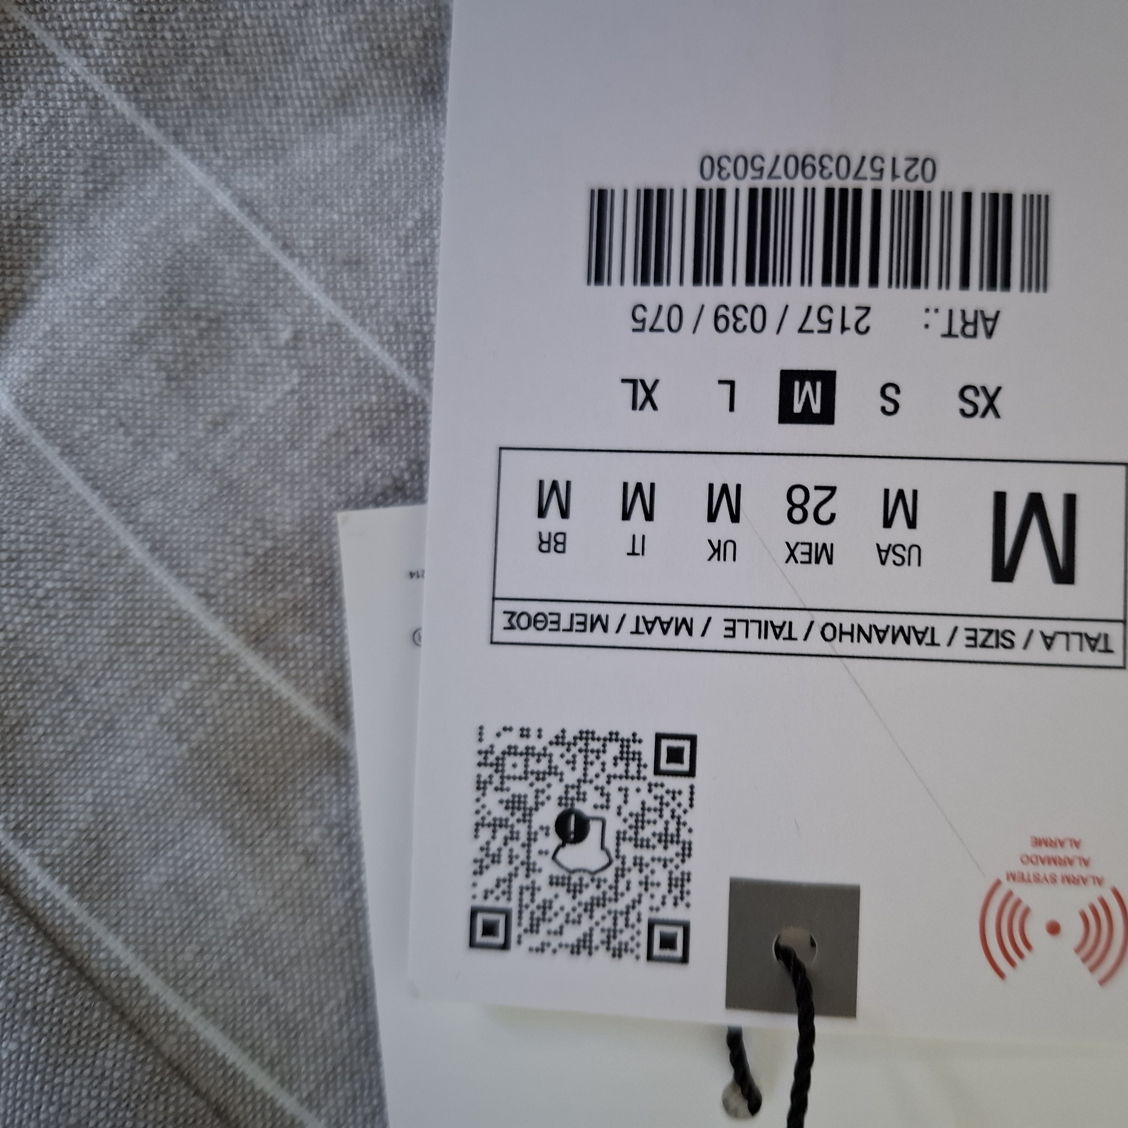 ALARM SYSTEM
ALARMADO
ALARME
TALLA / SIZE / TAMANHO / TAILLE / MAAT / ΜΕΓΕΘΟΣ
USA MEX UK IT BR
M M 28 M M M
XS S M L XL
ART.: 2157 / 039 / 075
02157039075030